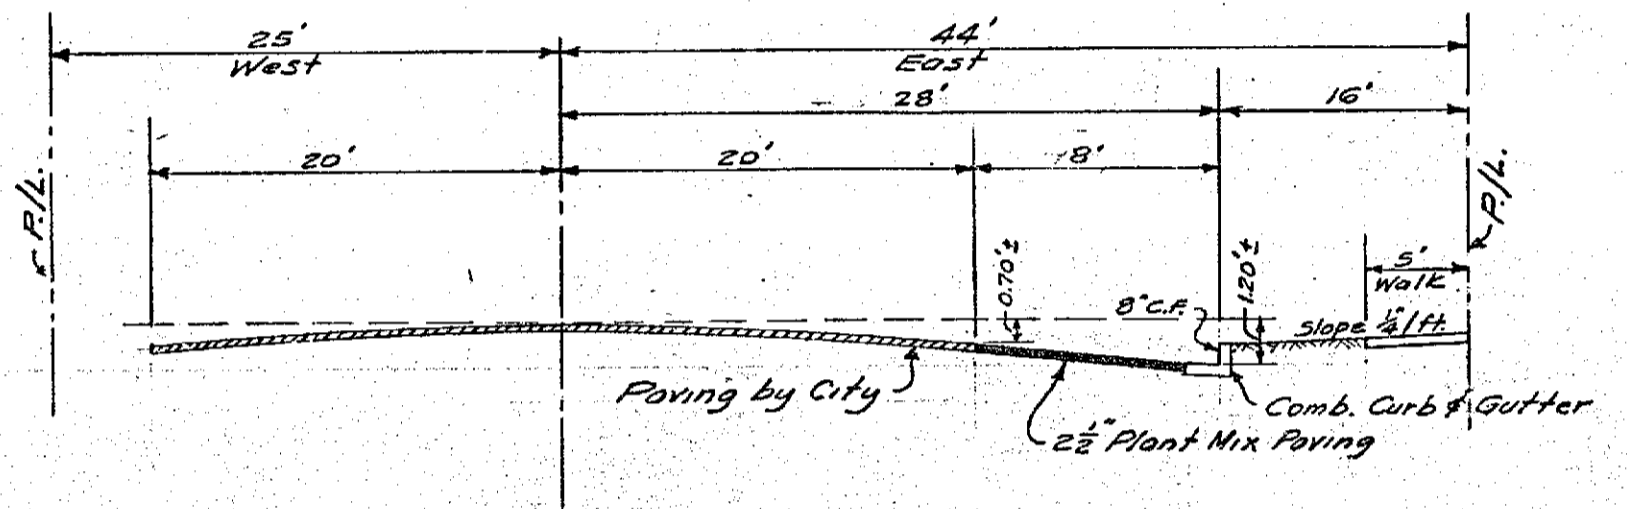 25'
West
44'
East
28'
16'
20'
20'
8'
P./L.
P./L.
0.70'±
8" C.F.
1.20'±
5'
Walk
Slope 1/4"/ft.
Paving by City
Comb. Curb & Gutter
2 1/2" Plant Mix Paving